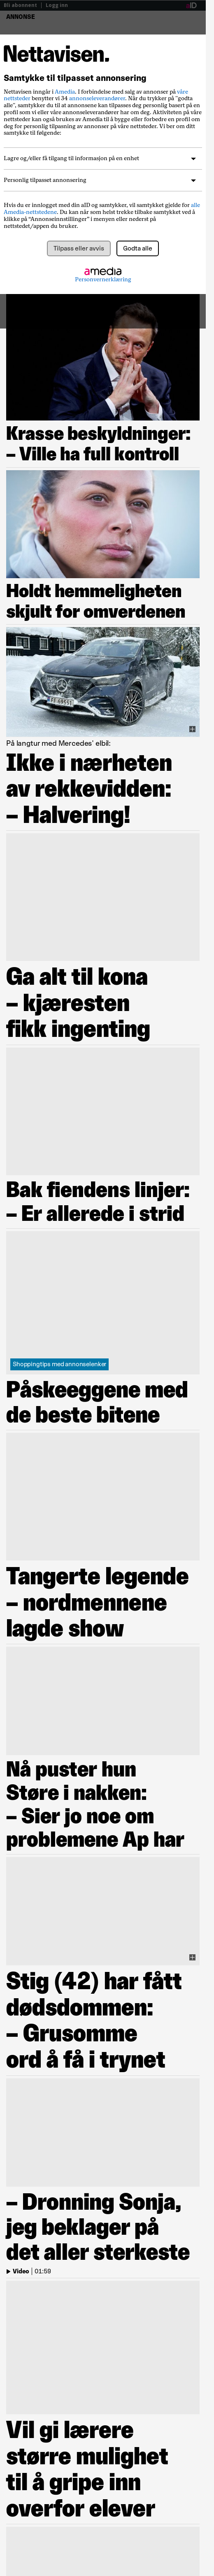 Bli abonnent | Logg inn
aID
ANNONSE
Nettavisen.
Samtykke til tilpasset annonsering
Nettavisen inngår i Amedia. I forbindelse med salg av annonser på våre
nettsteder benytter vi 34 annonseleverandører. Når du trykker på "godta
alle", samtykker du til at annonsene kan tilpasses deg personlig basert på en
profil som vi eller våre annonseleverandører har om deg. Aktiviteten på våre
nettsteder kan også brukes av Amedia til å bygge eller forbedre en profil om
deg for personlig tilpasning av annonser på våre nettsteder. Vi ber om ditt
samtykke til følgende:
Lagre og/eller få tilgang til informasjon på en enhet
Personlig tilpasset annonsering
Hvis du er innlogget med din aID og samtykker, vil samtykket gjelde for alle
Amedia-nettstedene. Du kan når som helst trekke tilbake samtykket ved å
klikke på "Annonseinnstillinger" i menyen eller nederst på
nettstedet/appen du bruker.
Tilpass eller avvis
Godta alle
amedia
Personvernerklæring
Krasse beskyldninger:
– Ville ha full kontroll
Holdt hemmeligheten
skjult for omverdenen
På langtur med Mercedes' elbil:
Ikke i nærheten
av rekkevidden:
– Halvering!
Ga alt til kona
– kjæresten
fikk ingenting
Bak fiendens linjer:
– Er allerede i strid
Shoppingtips med annonselenker
Påskeeggene med
de beste bitene
Tangerte legende
– nordmennene
lagde show
Nå puster hun
Støre i nakken:
– Sier jo noe om
problemene Ap har
Stig (42) har fått
dødsdommen:
– Grusomme
ord å få i trynet
– Dronning Sonja,
jeg beklager på
det aller sterkeste
Video | 01:59
Vil gi lærere
større mulighet
til å gripe inn
overfor elever